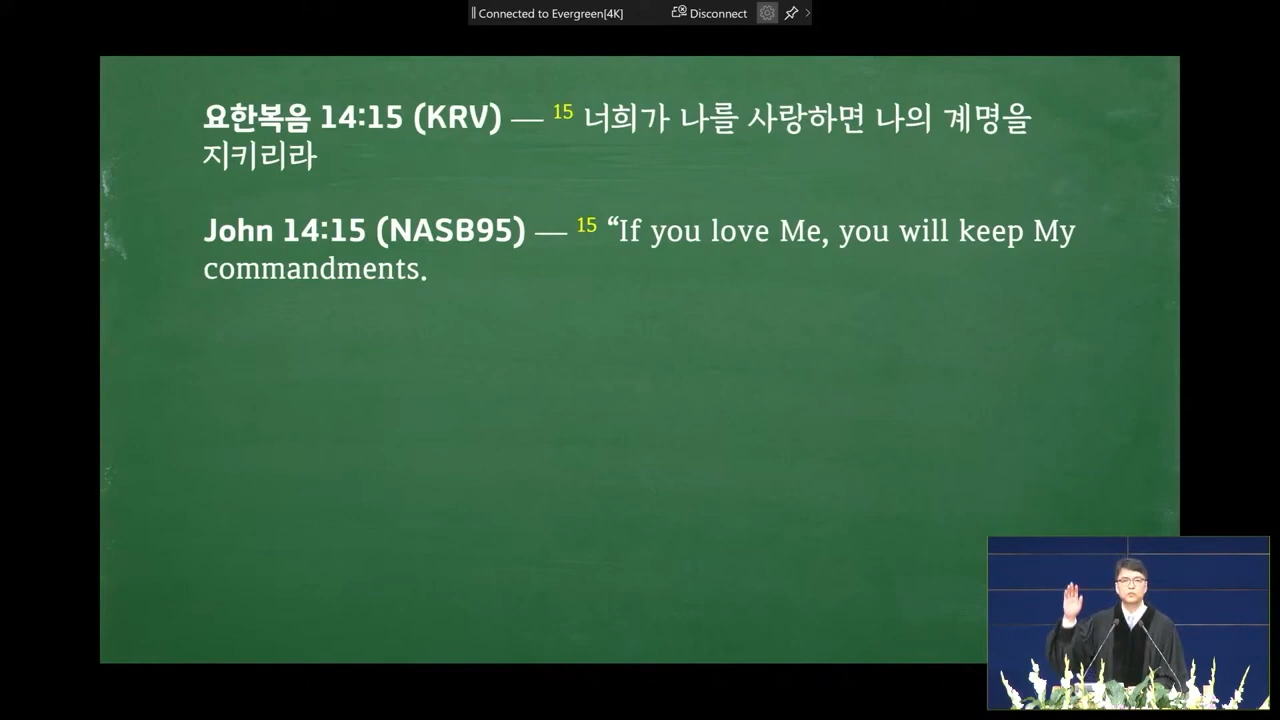 Connected to Evergreen[4K] Disconnect
요한복음 14:15 (KRV) — 15 너희가 나를 사랑하면 나의 계명을
지키리라
John 14:15 (NASB95) — 15 “If you love Me, you will keep My
commandments.